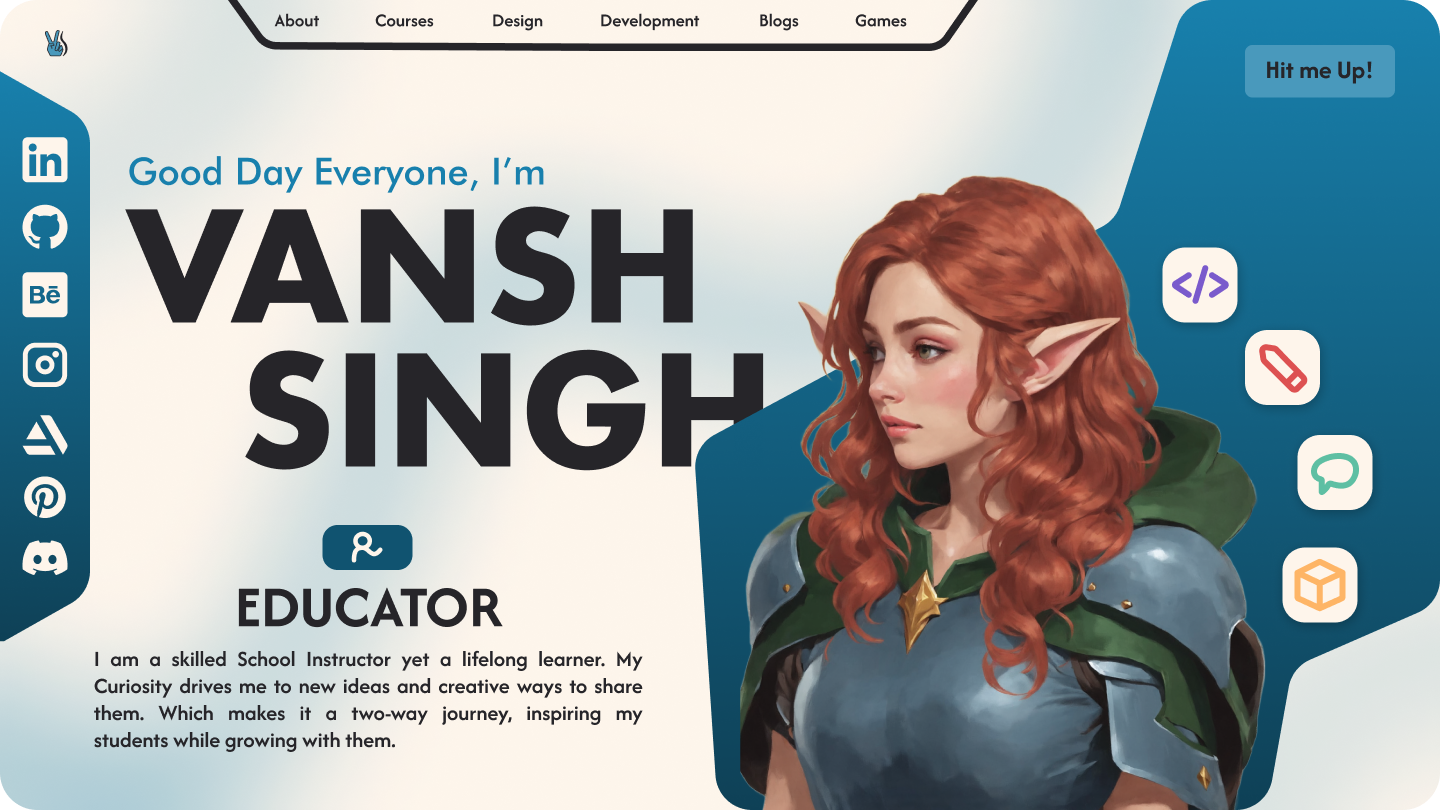 About Courses Design Development Blogs Games
Hit me Up!
in
Bē
Good Day Everyone, I’m
VANSH
SINGH
EDUCATOR
I am a skilled School Instructor yet a lifelong learner. My
Curiosity drives me to new ideas and creative ways to share
them. Which makes it a two-way journey, inspiring my
students while growing with them.